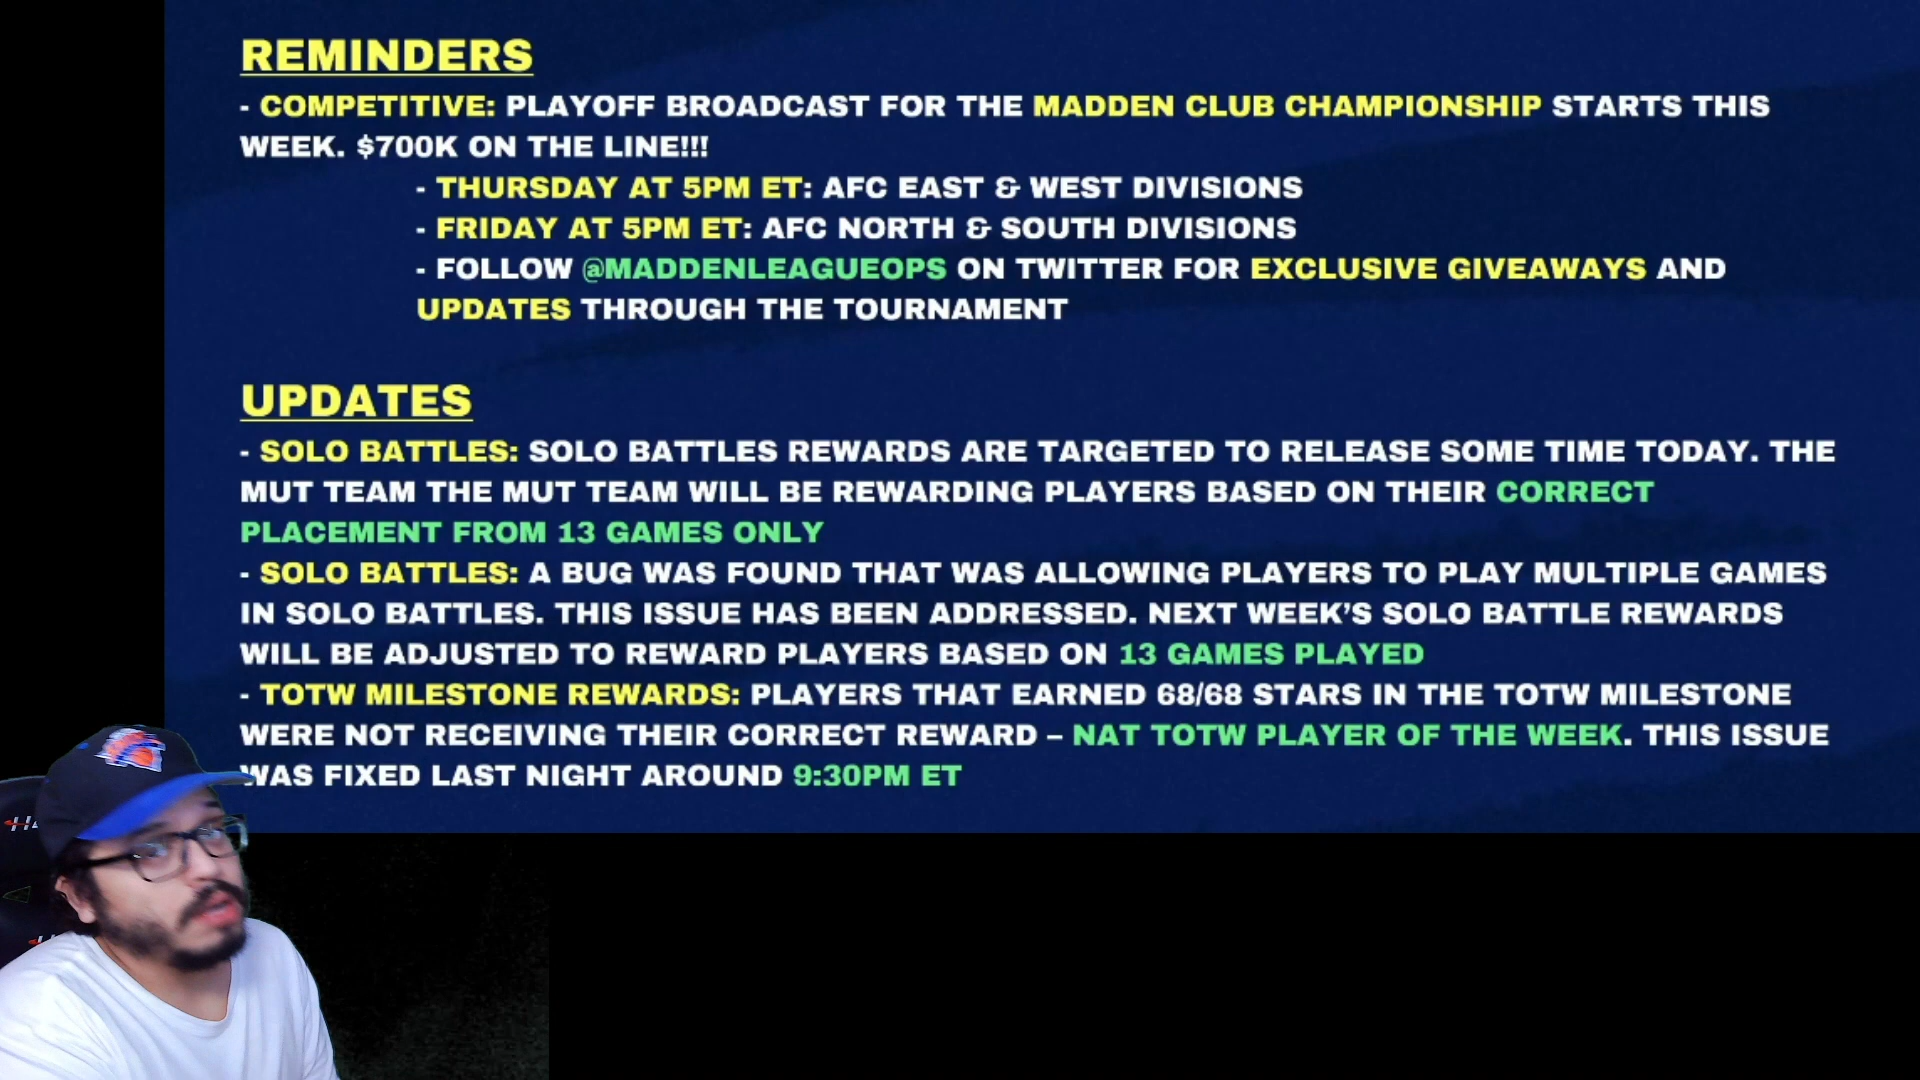 REMINDERS
- COMPETITIVE: PLAYOFF BROADCAST FOR THE MADDEN CLUB CHAMPIONSHIP STARTS THIS
WEEK. $700K ON THE LINE!!!
- THURSDAY AT 5PM ET: AFC EAST & WEST DIVISIONS
- FRIDAY AT 5PM ET: AFC NORTH & SOUTH DIVISIONS
- FOLLOW @MADDENLEAGUEOPS ON TWITTER FOR EXCLUSIVE GIVEAWAYS AND
UPDATES THROUGH THE TOURNAMENT
UPDATES
- SOLO BATTLES: SOLO BATTLES REWARDS ARE TARGETED TO RELEASE SOME TIME TODAY. THE
MUT TEAM THE MUT TEAM WILL BE REWARDING PLAYERS BASED ON THEIR CORRECT
PLACEMENT FROM 13 GAMES ONLY
- SOLO BATTLES: A BUG WAS FOUND THAT WAS ALLOWING PLAYERS TO PLAY MULTIPLE GAMES
IN SOLO BATTLES. THIS ISSUE HAS BEEN ADDRESSED. NEXT WEEK'S SOLO BATTLE REWARDS
WILL BE ADJUSTED TO REWARD PLAYERS BASED ON 13 GAMES PLAYED
- TOTW MILESTONE REWARDS: PLAYERS THAT EARNED 68/68 STARS IN THE TOTW MILESTONE
WERE NOT RECEIVING THEIR CORRECT REWARD – NAT TOTW PLAYER OF THE WEEK. THIS ISSUE
WAS FIXED LAST NIGHT AROUND 9:30PM ET